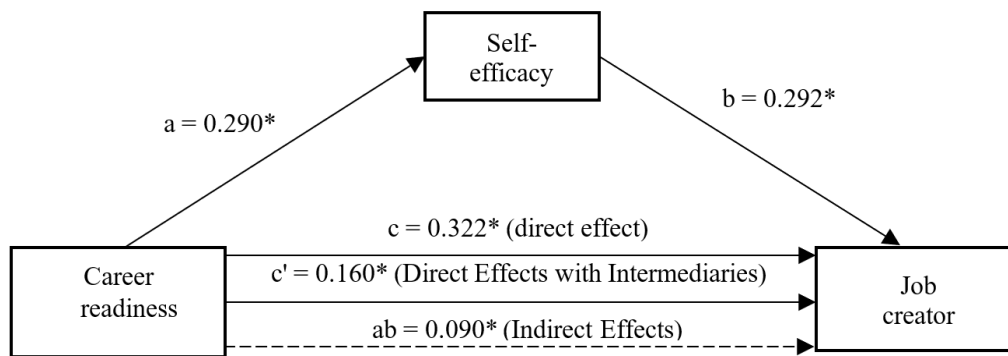 Self-
efficacy
a = 0.290*
b = 0.292*
c = 0.322* (direct effect)
Career
readiness
c' = 0.160* (Direct Effects with Intermediaries)
Job
creator
ab = 0.090* (Indirect Effects)